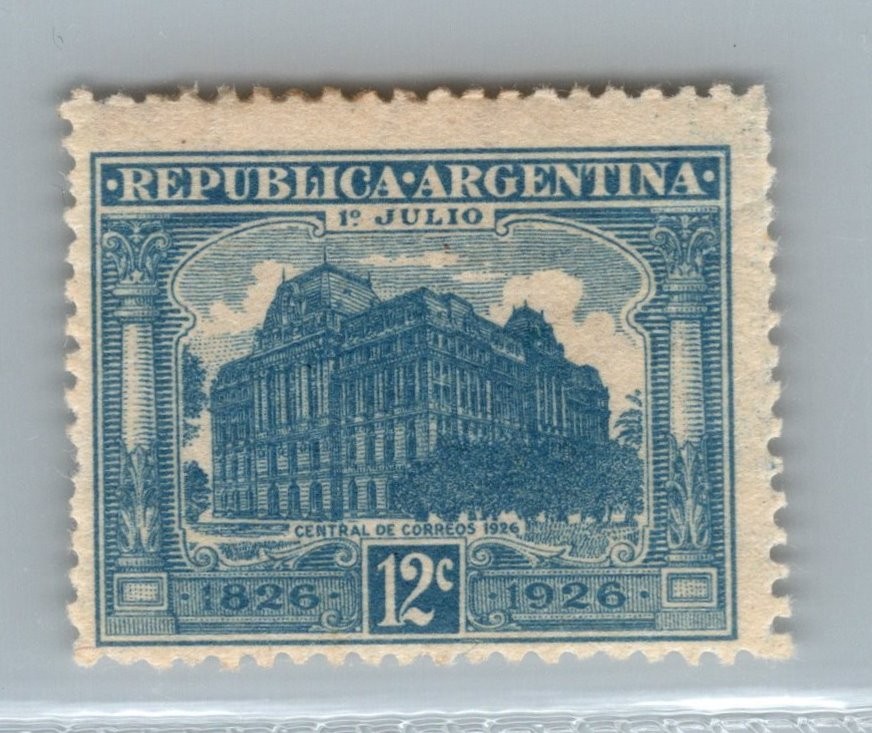 ·REPUBLICA·ARGENTINA·
1º JULIO
CENTRAL DE CORREOS 1926
12c
·1826· ·1926·